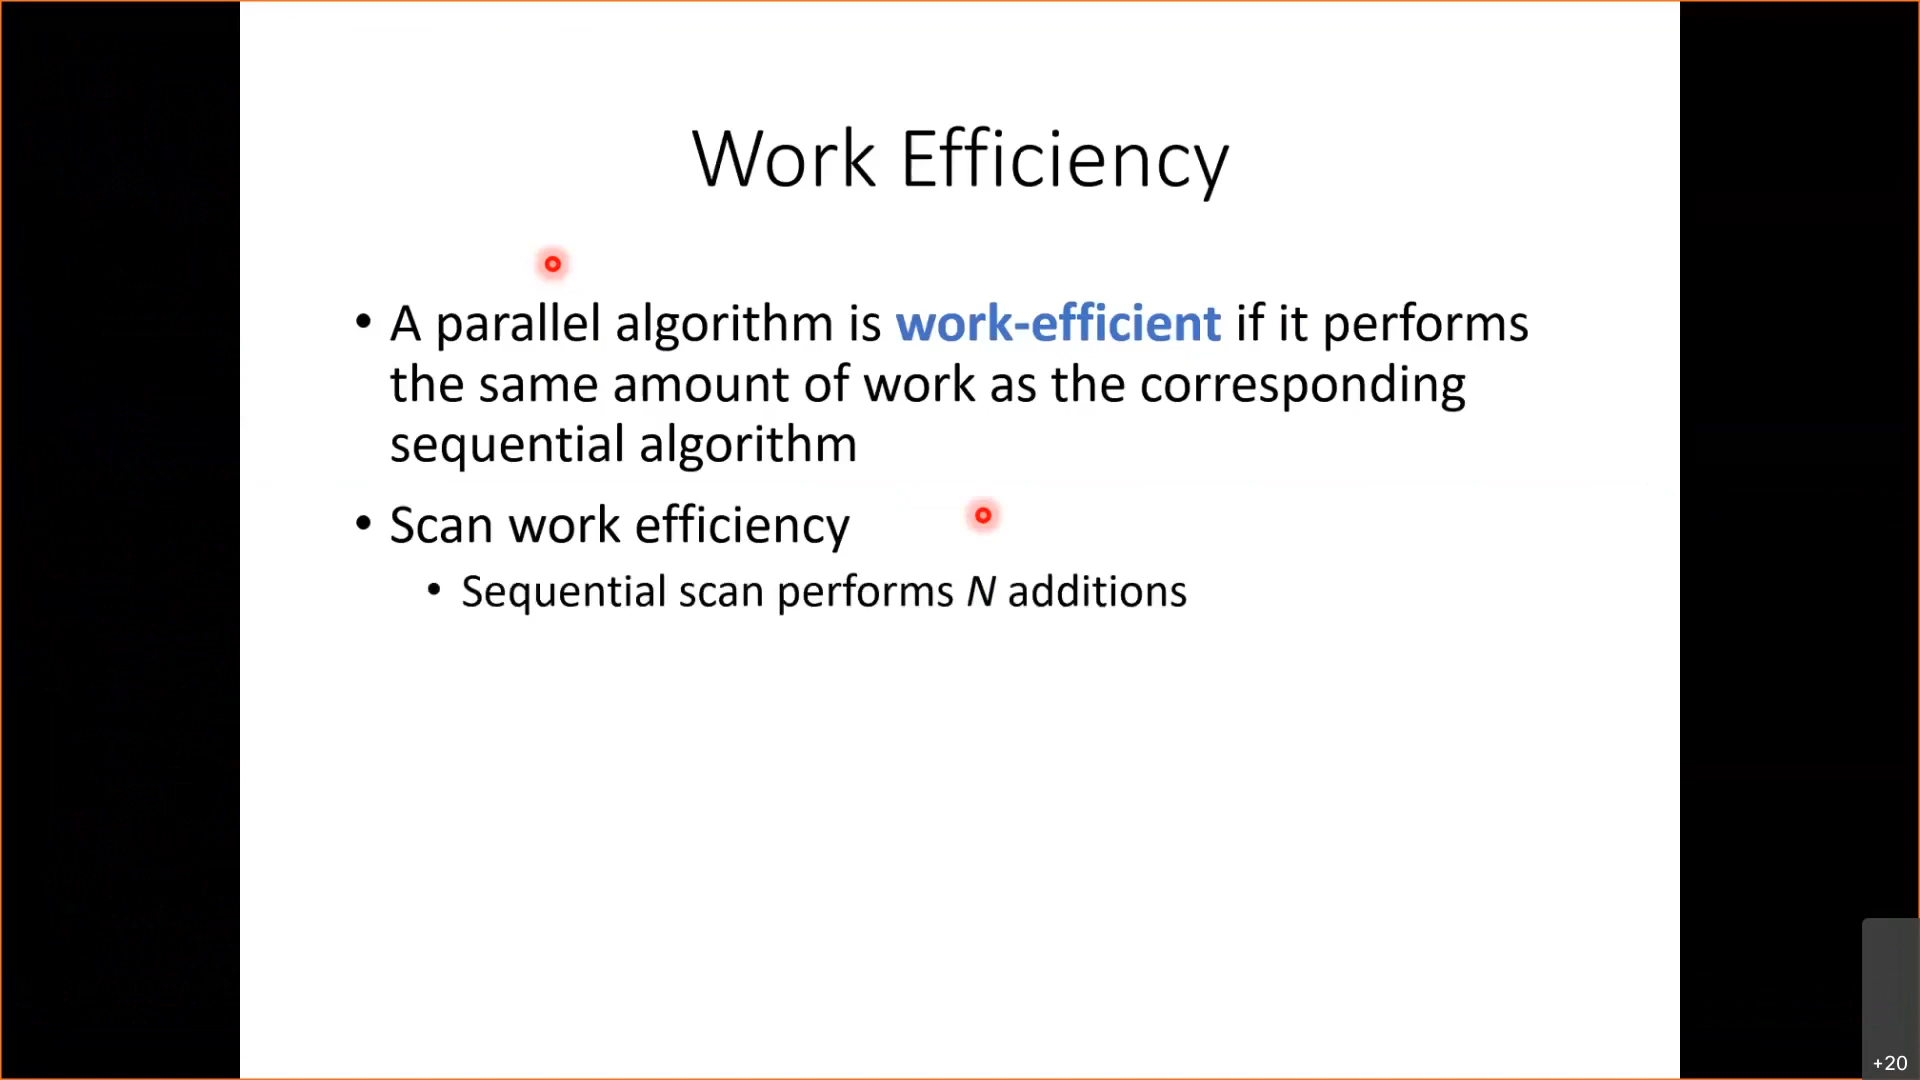 Work Efficiency
• A parallel algorithm is work-efficient if it performs
the same amount of work as the corresponding
sequential algorithm
• Scan work efficiency
• Sequential scan performs N additions
+20